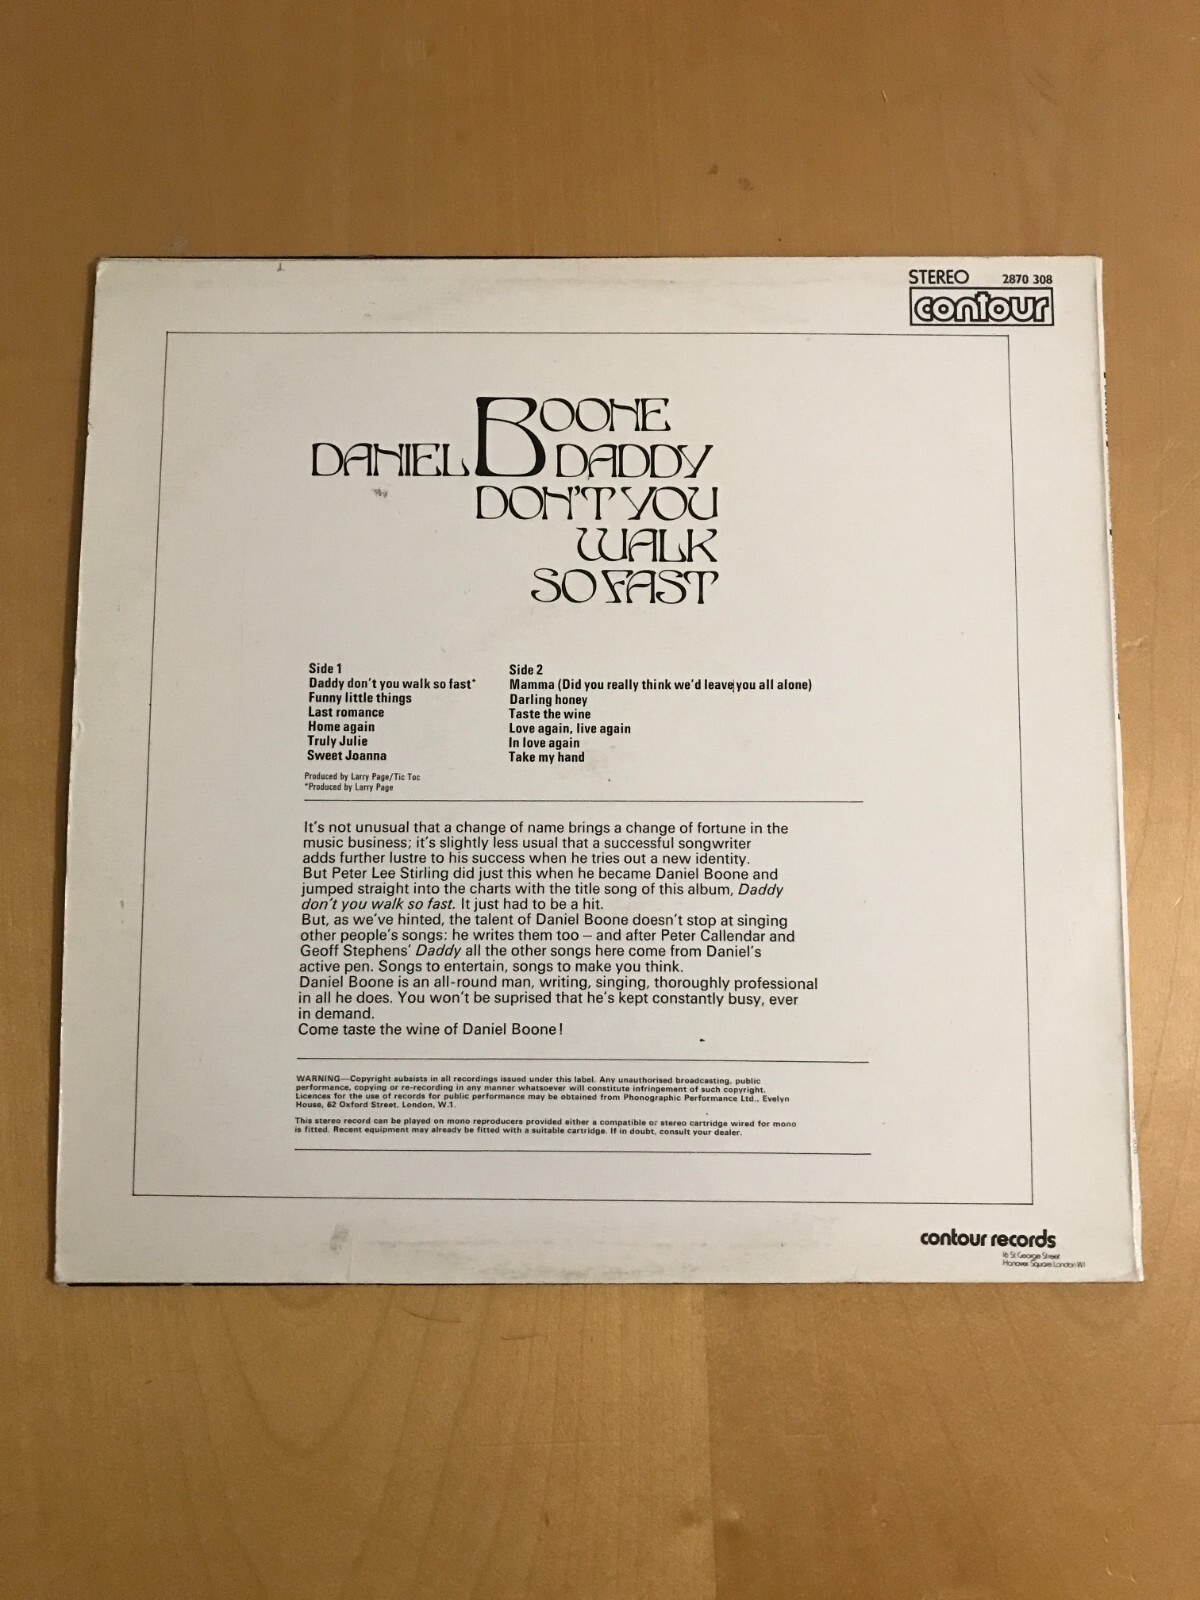 STEREO 2870 308
contour
BOONE
DANIEL DADDY
DON'T YOU
WALK
SO FAST
Side 1
Daddy don't you walk so fast*
Funny little things
Last romance
Home again
Truly Julie
Sweet Joanna
Side 2
Mamma (Did you really think we'd leave you all alone)
Darling honey
Taste the wine
Love again, live again
In love again
Take my hand
Produced by Larry Page/Tic Toc
*Produced by Larry Page
It's not unusual that a change of name brings a change of fortune in the
music business; it's slightly less usual that a successful songwriter
adds further lustre to his success when he tries out a new identity.
But Peter Lee Stirling did just this when he became Daniel Boone and
jumped straight into the charts with the title song of this album, Daddy
don't you walk so fast. It just had to be a hit.
But, as we've hinted, the talent of Daniel Boone doesn't stop at singing
other people's songs: he writes them too – and after Peter Callendar and
Geoff Stephens' Daddy all the other songs here come from Daniel's
active pen. Songs to entertain, songs to make you think.
Daniel Boone is an all-round man, writing, singing, thoroughly professional
in all he does. You won't be suprised that he's kept constantly busy, ever
in demand.
Come taste the wine of Daniel Boone!
WARNING—Copyright subsists in all recordings issued under this label. Any unauthorised broadcasting, public
performance, copying or re-recording in any manner whatsoever will constitute infringement of such copyright.
Licences for the use of records for public performance may be obtained from Phonographic Performance Ltd., Evelyn
House, 62 Oxford Street, London, W.1.
This stereo record can be played on mono reproducers provided either a compatible or stereo cartridge wired for mono
is fitted. Recent equipment may already be fitted with a suitable cartridge. If in doubt, consult your dealer.
contour records
16 St George Street
Hanover Square London W1